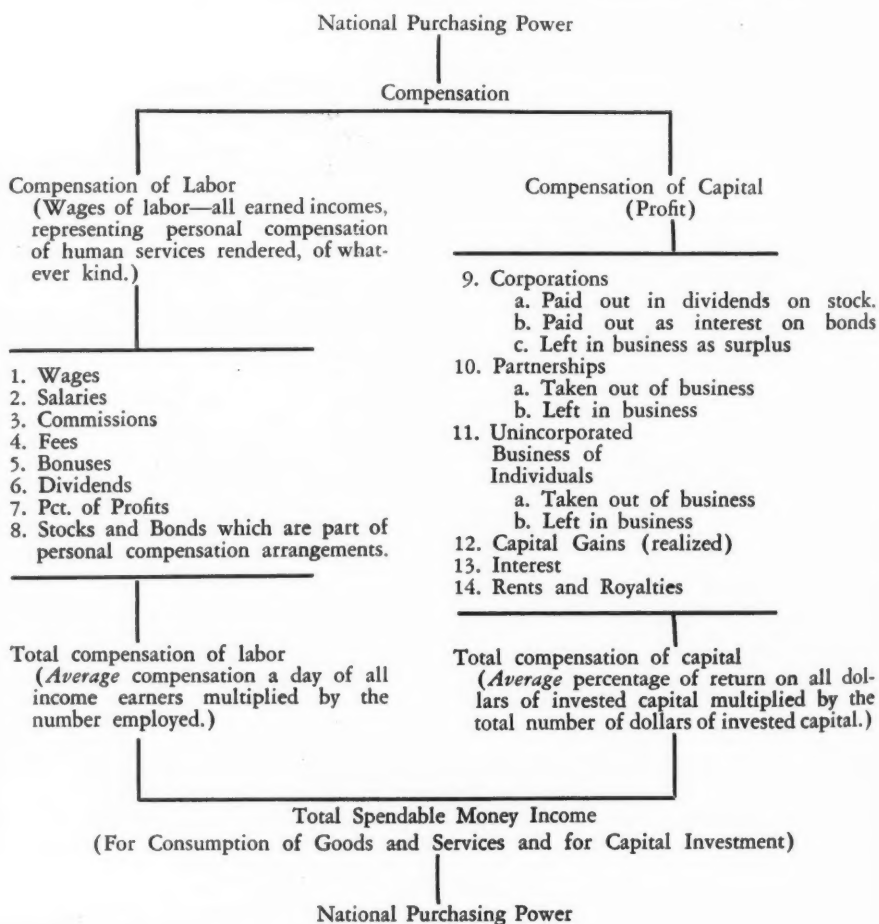 National Purchasing Power
Compensation
Compensation of Labor
(Wages of labor—all earned incomes,
representing personal compensation
of human services rendered, of what-
ever kind.)
1. Wages
2. Salaries
3. Commissions
4. Fees
5. Bonuses
6. Dividends
7. Pct. of Profits
8. Stocks and Bonds which are part of
personal compensation arrangements.
Total compensation of labor
(Average compensation a day of all
income earners multiplied by the
number employed.)
Compensation of Capital
(Profit)
9. Corporations
a. Paid out in dividends on stock.
b. Paid out as interest on bonds
c. Left in business as surplus
10. Partnerships
a. Taken out of business
b. Left in business
11. Unincorporated
Business of
Individuals
a. Taken out of business
b. Left in business
12. Capital Gains (realized)
13. Interest
14. Rents and Royalties
Total compensation of capital
(Average percentage of return on all dol-
lars of invested capital multiplied by the
total number of dollars of invested capital.)
Total Spendable Money Income
(For Consumption of Goods and Services and for Capital Investment)
National Purchasing Power